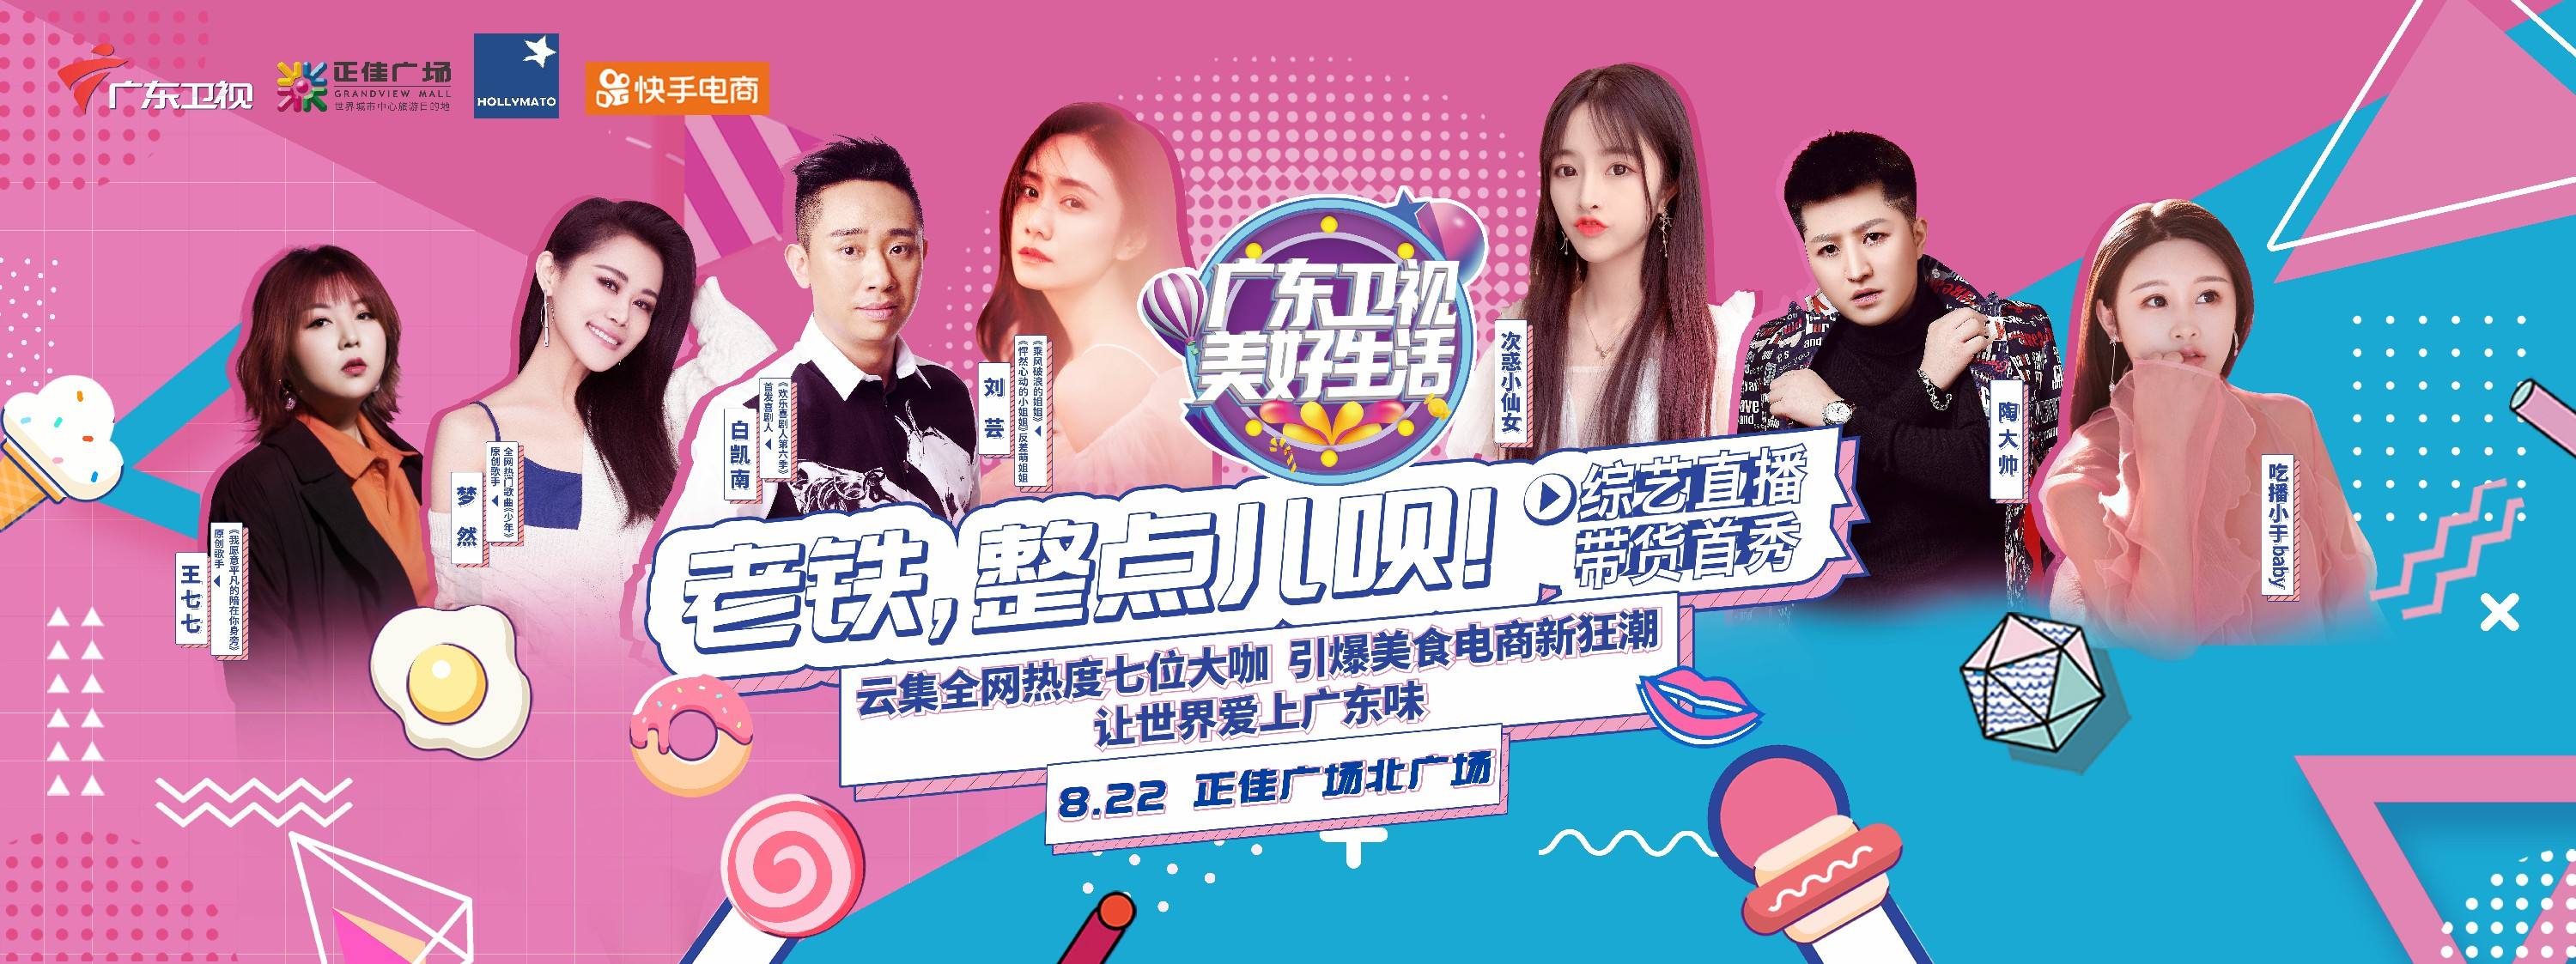 广东卫视
正佳广场
GRANDVIEW MALL
世界城市中心旅游目的地
HOLLYMATO
快手电商
广东卫视
美好生活
王七七
《我愿意平凡的陪在你身旁》
原创歌手
梦然
全网热门歌曲《少年》
原创歌手
白凯南
《欢乐喜剧人第六季》
首发喜剧人
刘芸
《乘风破浪的姐姐》
《怦然心动的小姐姐》反差萌姐姐
次惑小仙女
陶大帅
吃播小手baby
老铁,整点儿呗!
综艺直播
带货首秀
云集全网热度七位大咖 引爆美食电商新狂潮
让世界爱上广东味
8.22 正佳广场北广场